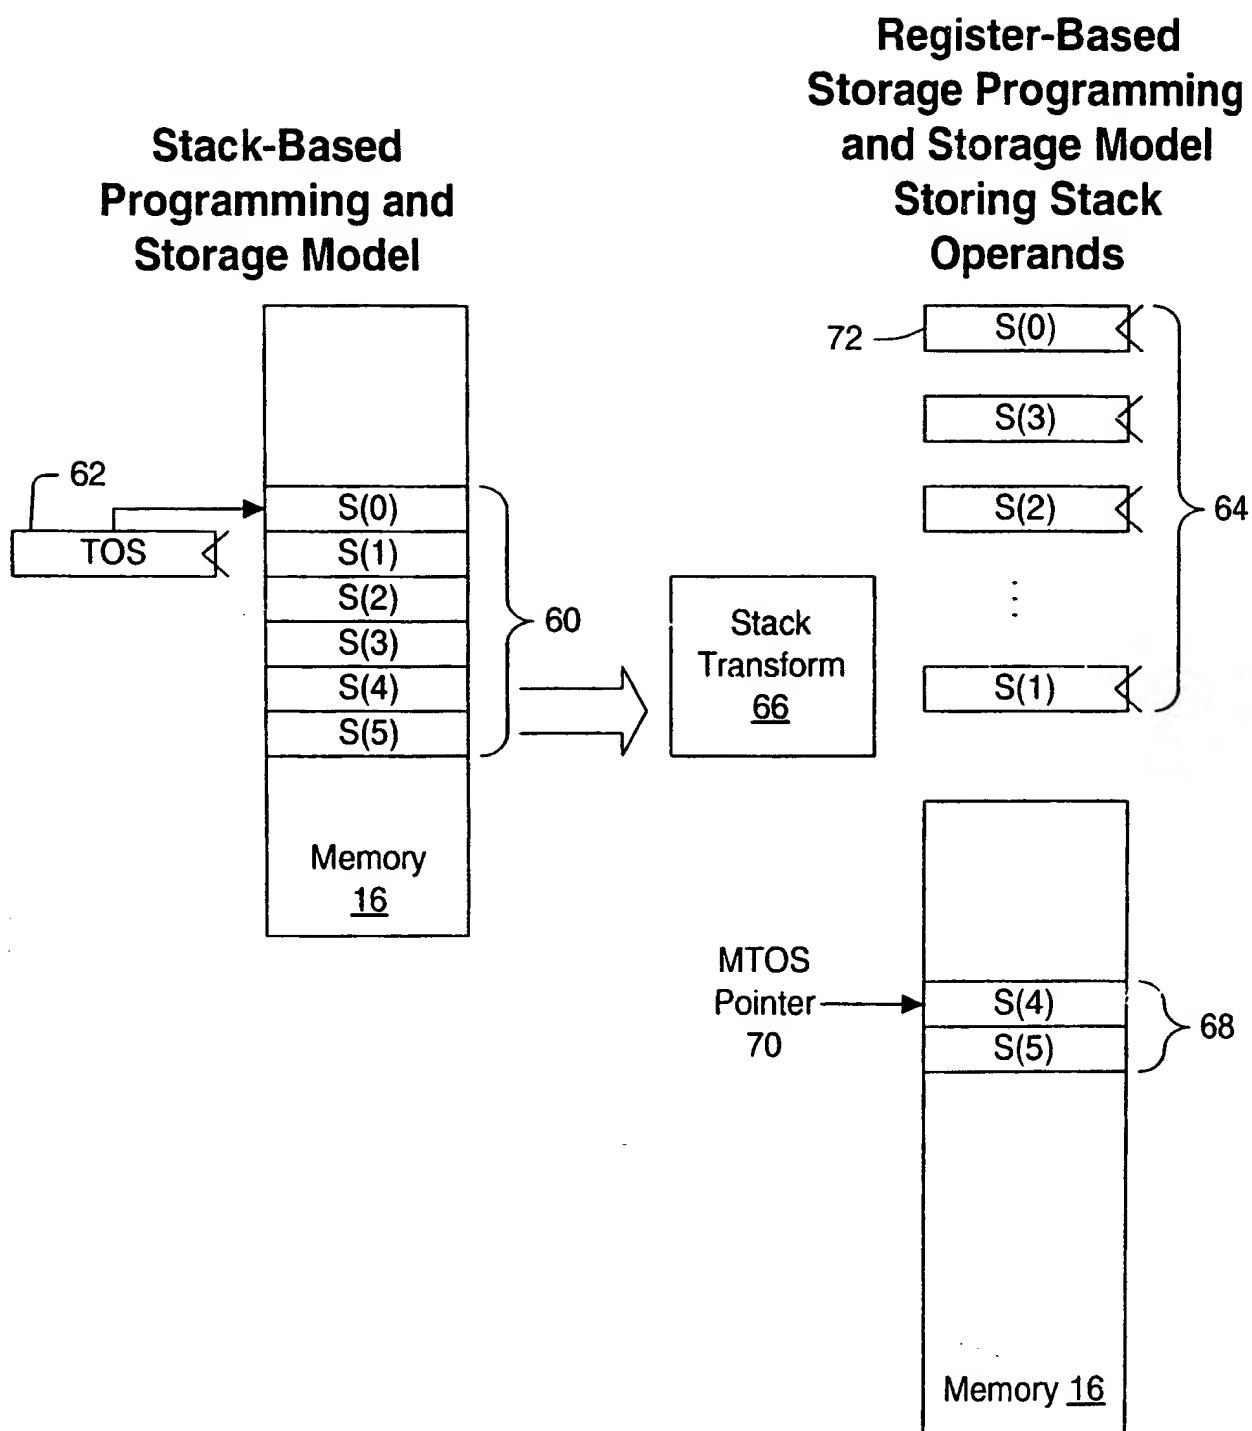 Stack-Based
Programming and
Storage Model
62
TOS
S(0)
S(1)
S(2)
S(3)
S(4)
S(5)
60
Memory
16
Stack
Transform
66
Register-Based
Storage Programming
and Storage Model
Storing Stack
Operands
72
S(0)
S(3)
S(2)
⋮
S(1)
64
MTOS
Pointer
70
S(4)
S(5)
68
Memory 16